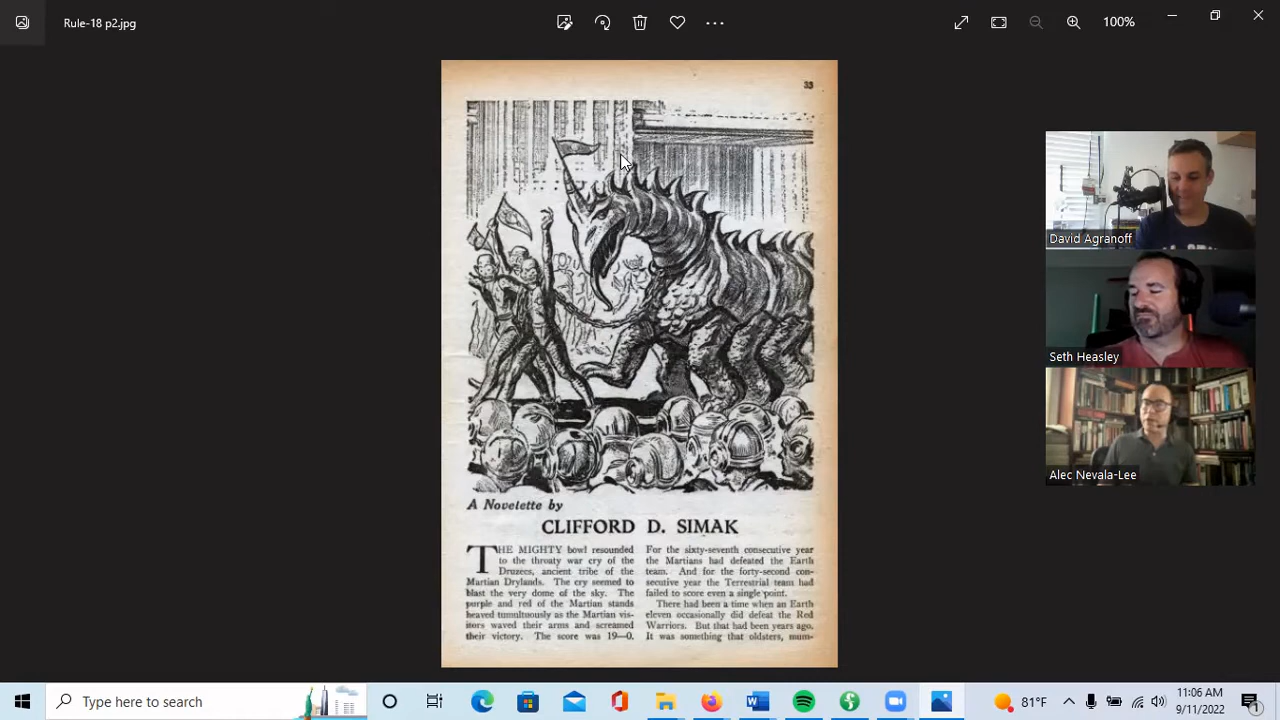 Rule-18 p2.jpg
100%
33
A Novelette by
CLIFFORD D. SIMAK
THE MIGHTY bowl resounded
to the throaty war cry of the
Druzecs, ancient tribe of the
Martian Drylands. The cry seemed to
blast the very dome of the sky. The
purple and red of the Martian stands
heaved tumultuously as the Martian vis-
itors waved their arms and screamed
their victory. The score was 19—0.
For the sixty-seventh consecutive year
the Martians had defeated the Earth
team. And for the forty-second con-
secutive year the Terrestrial team had
failed to score even a single point.
There had been a time when an Earth
eleven occasionally did defeat the Red
Warriors. But that had been years ago.
It was something that oldsters, mum-
David Agranoff
Seth Heasley
Alec Nevala-Lee
Type here to search
81°F
11:06 AM
9/11/2022
1